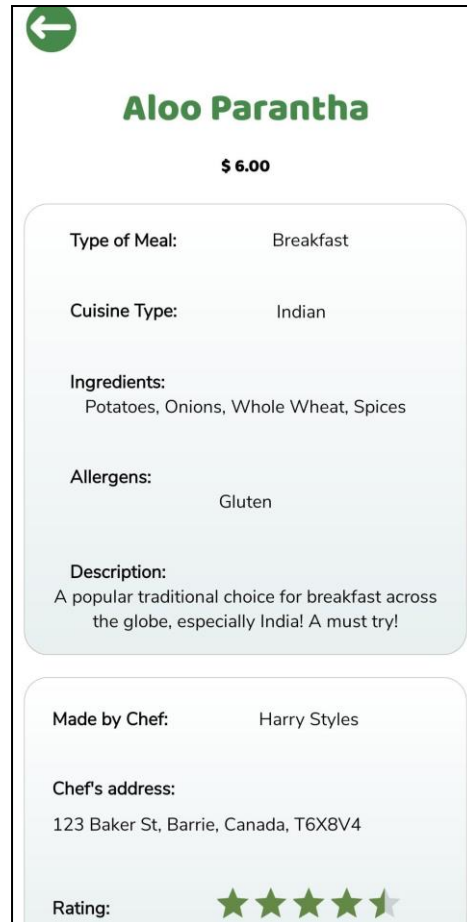 Aloo Parantha
$ 6.00
Type of Meal: Breakfast
Cuisine Type: Indian
Ingredients:
Potatoes, Onions, Whole Wheat, Spices
Allergens:
Gluten
Description:
A popular traditional choice for breakfast across
the globe, especially India! A must try!
Made by Chef: Harry Styles
Chef's address:
123 Baker St, Barrie, Canada, T6X8V4
Rating: